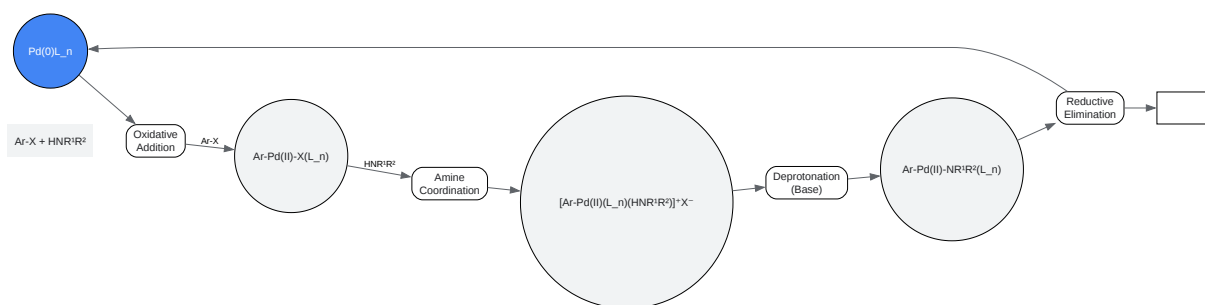 Pd(0)L_n
Ar-X + HNR¹R²
Oxidative
Addition
Ar-X
Ar-Pd(II)-X(L_n)
HNR¹R²
Amine
Coordination
[Ar-Pd(II)(L_n)(HNR¹R²)]⁺X⁻
Deprotonation
(Base)
Ar-Pd(II)-NR¹R²(L_n)
Reductive
Elimination